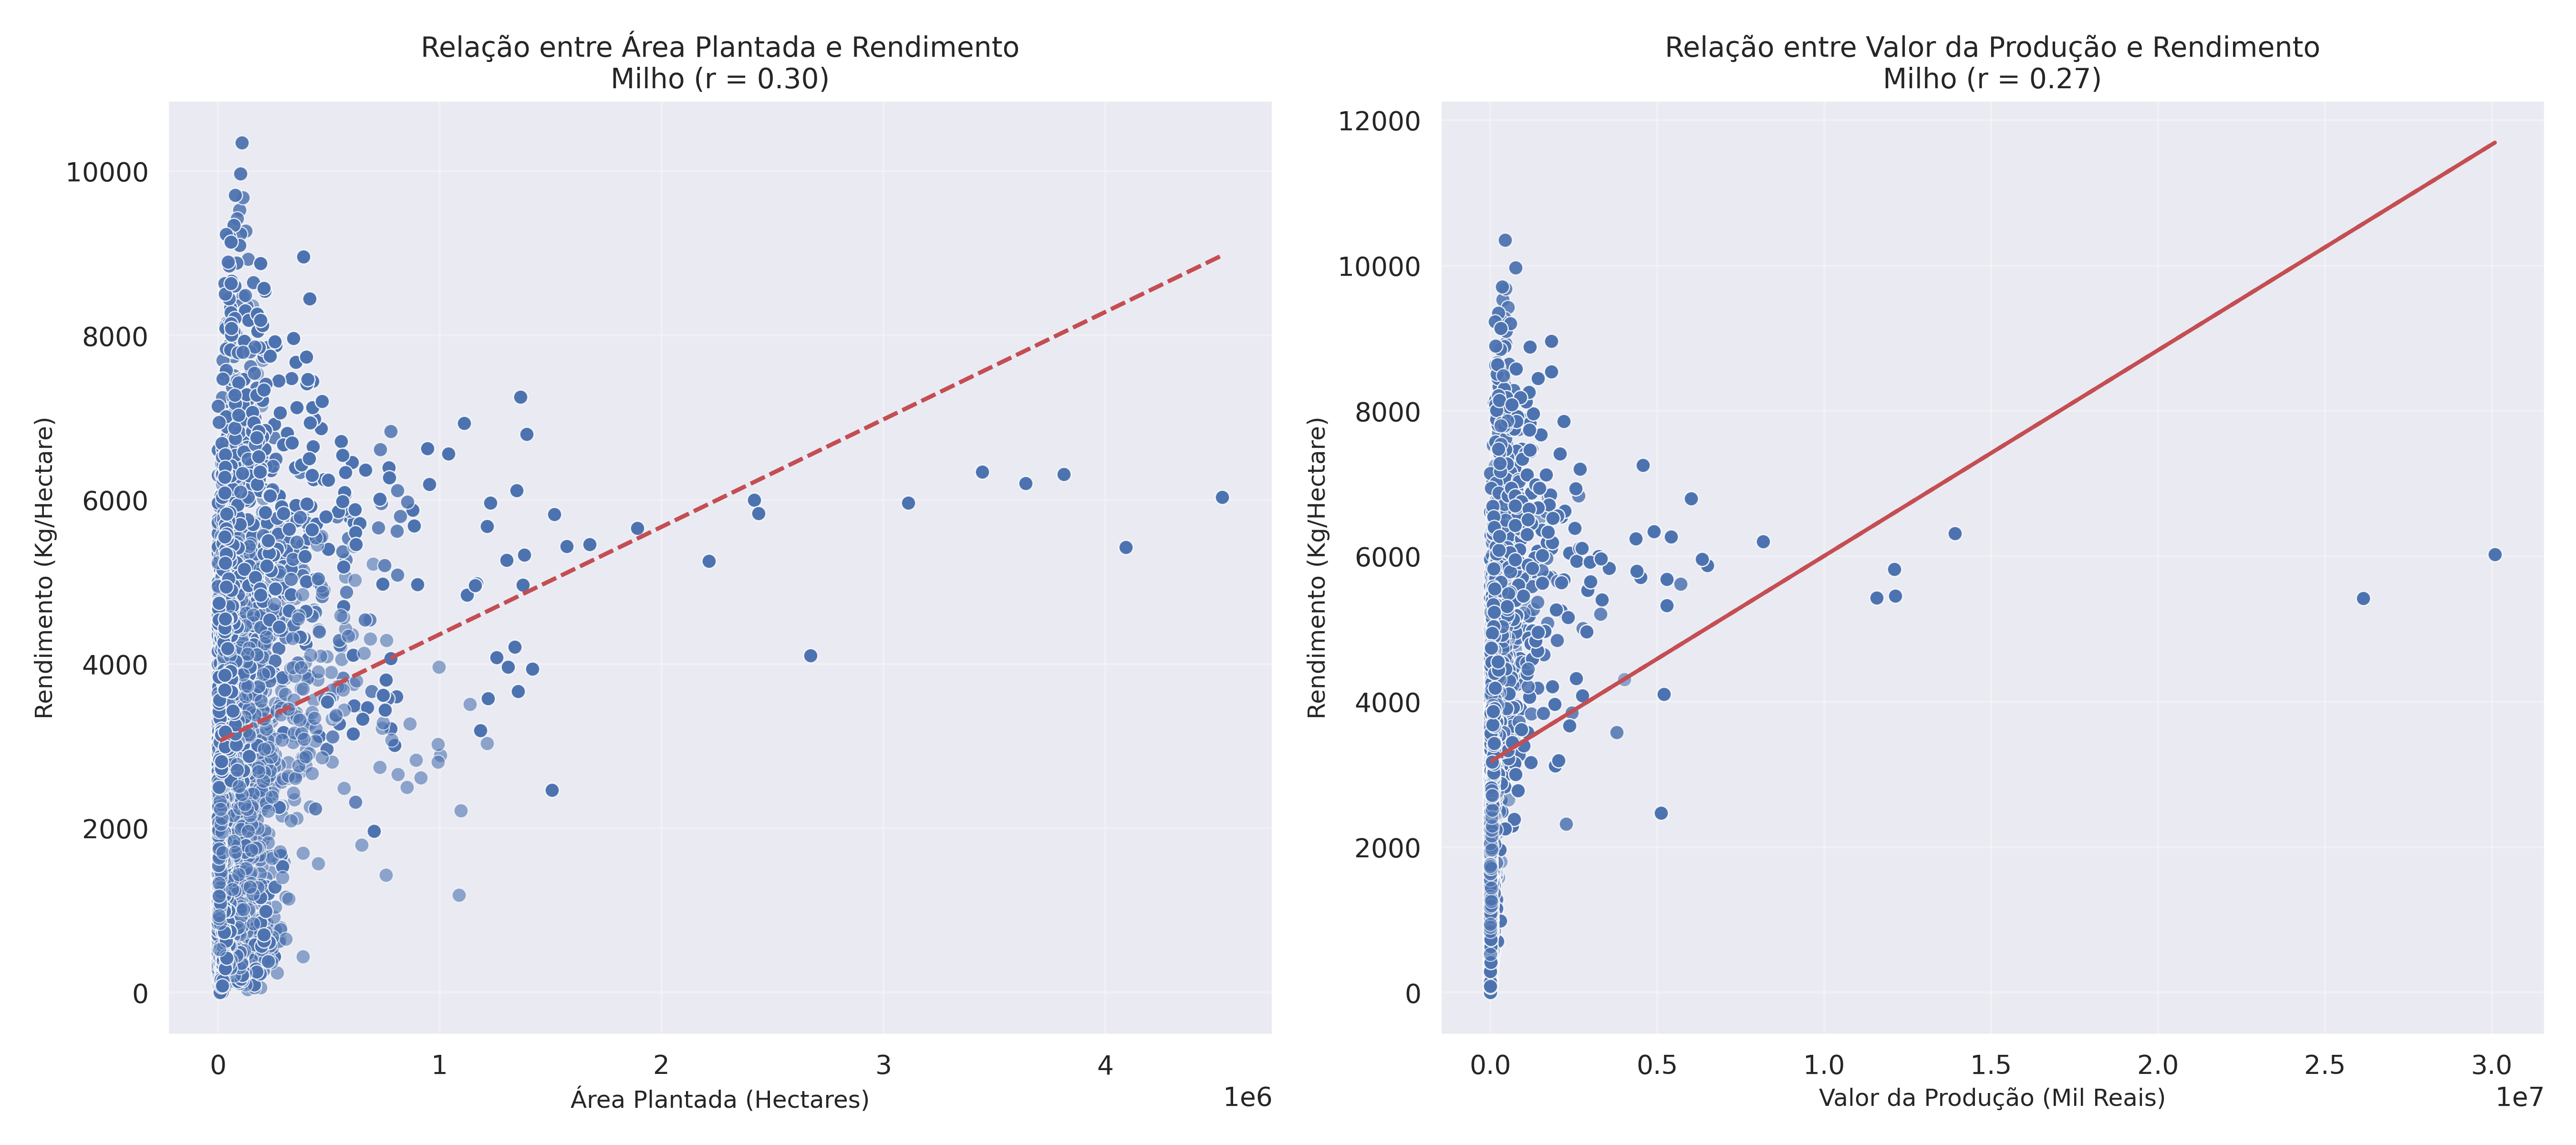 Relação entre Área Plantada e Rendimento
Milho (r = 0.30)
Rendimento (Kg/Hectare)
10000
8000
6000
4000
2000
0
0
1
2
3
4
1e6
Área Plantada (Hectares)
Relação entre Valor da Produção e Rendimento
Milho (r = 0.27)
Rendimento (Kg/Hectare)
12000
10000
8000
6000
4000
2000
0
0.0
0.5
1.0
1.5
2.0
2.5
3.0
1e7
Valor da Produção (Mil Reais)